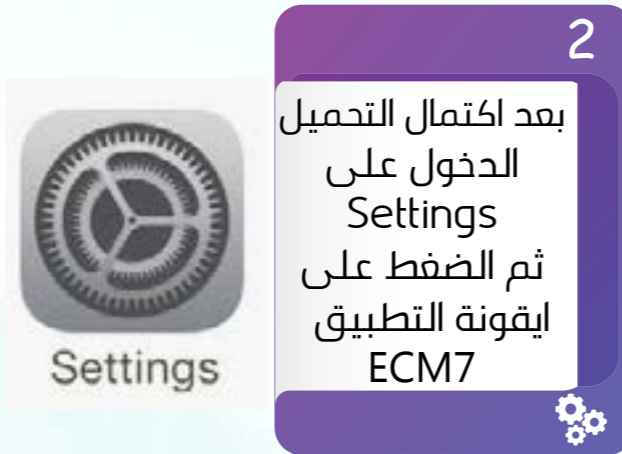 2
بعد اكتمال التحميل
الدخول على
Settings
ثم الضغط على
ايقونة التطبيق
ECM7
Settings